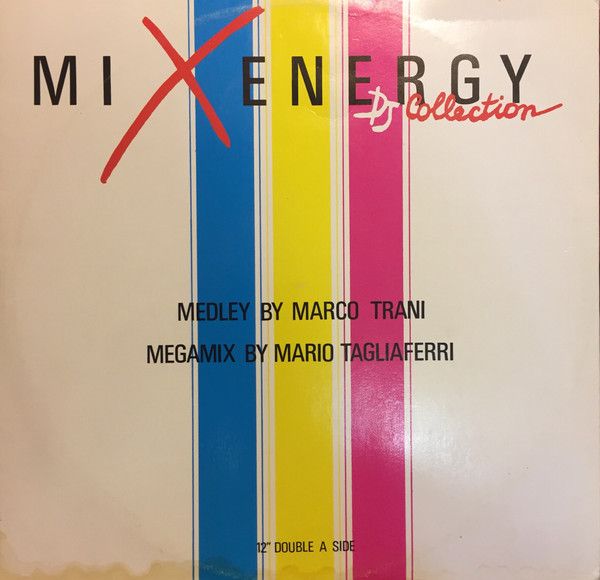 MIXENERGY
DJ Collection
MEDLEY BY MARCO TRANI
MEGAMIX BY MARIO TAGLIAFERRI
12" DOUBLE A SIDE